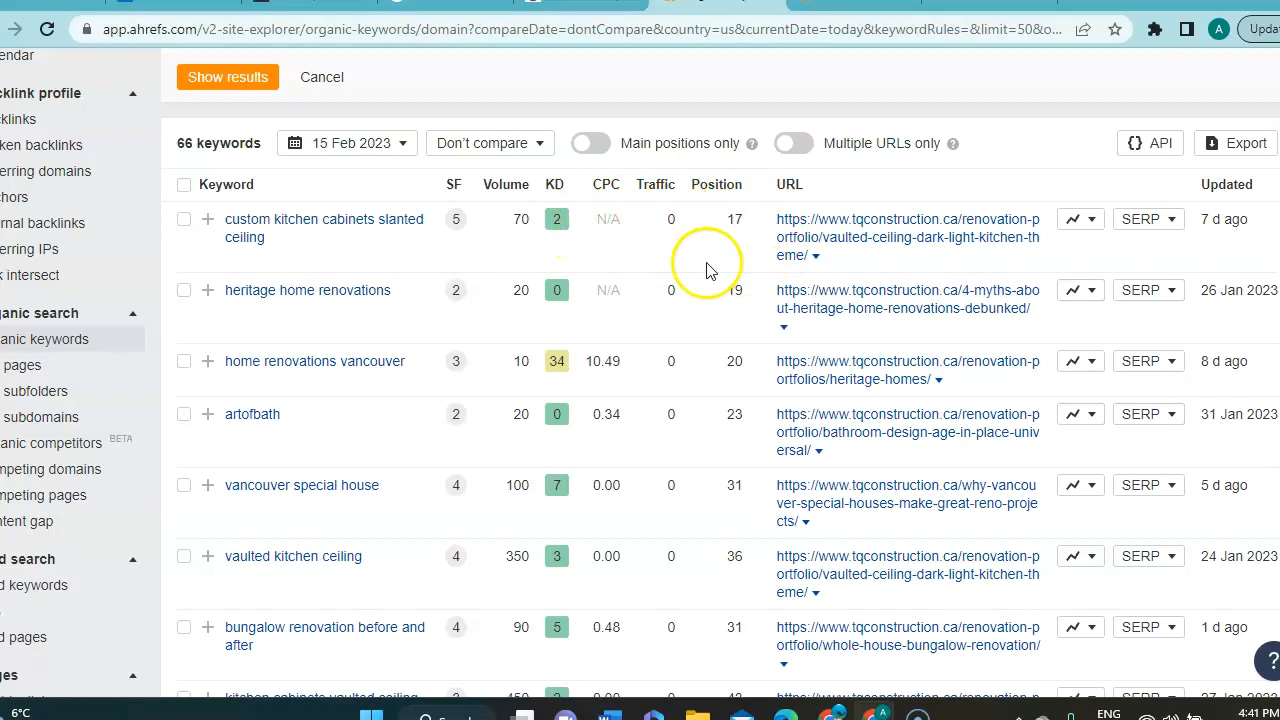 app.ahrefs.com/v2-site-explorer/organic-keywords/domain?compareDate=dontCompare&country=us&currentDate=today&keywordRules=&limit=50&o...
A
Upda
endar
Show results
Cancel
cklink profile
cklinks
ken backlinks
erring domains
chors
rnal backlinks
erring IPs
k intersect
ganic search
anic keywords
pages
subfolders
subdomains
anic competitors BETA
mpeting domains
mpeting pages
ntent gap
d search
d keywords
d pages
ges
66 keywords
15 Feb 2023
Don't compare
Main positions only ?
Multiple URLs only ?
{} API
Export
Keyword SF Volume KD CPC Traffic Position URL Updated
custom kitchen cabinets slanted
ceiling
5 70 2 N/A 0 17
https://www.tqconstruction.ca/renovation-p
ortfolio/vaulted-ceiling-dark-light-kitchen-th
eme/
SERP
7 d ago
heritage home renovations
2 20 0 N/A 0 19
https://www.tqconstruction.ca/4-myths-abo
ut-heritage-home-renovations-debunked/
SERP
26 Jan 2023
home renovations vancouver
3 10 34 10.49 0 20
https://www.tqconstruction.ca/renovation-p
ortfolios/heritage-homes/
SERP
8 d ago
artofbath
2 20 0 0.34 0 23
https://www.tqconstruction.ca/renovation-p
ortfolio/bathroom-design-age-in-place-univ
ersal/
SERP
31 Jan 2023
vancouver special house
4 100 7 0.00 0 31
https://www.tqconstruction.ca/why-vancou
ver-special-houses-make-great-reno-proje
cts/
SERP
5 d ago
vaulted kitchen ceiling
4 350 3 0.00 0 36
https://www.tqconstruction.ca/renovation-p
ortfolio/vaulted-ceiling-dark-light-kitchen-th
eme/
SERP
24 Jan 2023
bungalow renovation before and
after
4 90 5 0.48 0 31
https://www.tqconstruction.ca/renovation-p
ortfolio/whole-house-bungalow-renovation/
SERP
1 d ago
?
6°C
ENG
4:41 PM